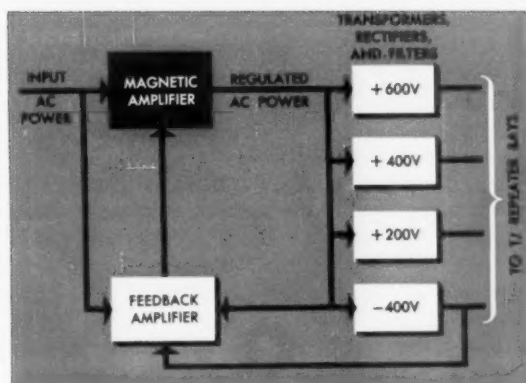 TRANSFORMERS,
RECTIFIERS,
AND FILTERS
INPUT
AC
POWER
MAGNETIC
AMPLIFIER
REGULATED
AC POWER
+600V
+400V
+200V
−400V
FEEDBACK
AMPLIFIER
TO TJ REPEATER BAYS